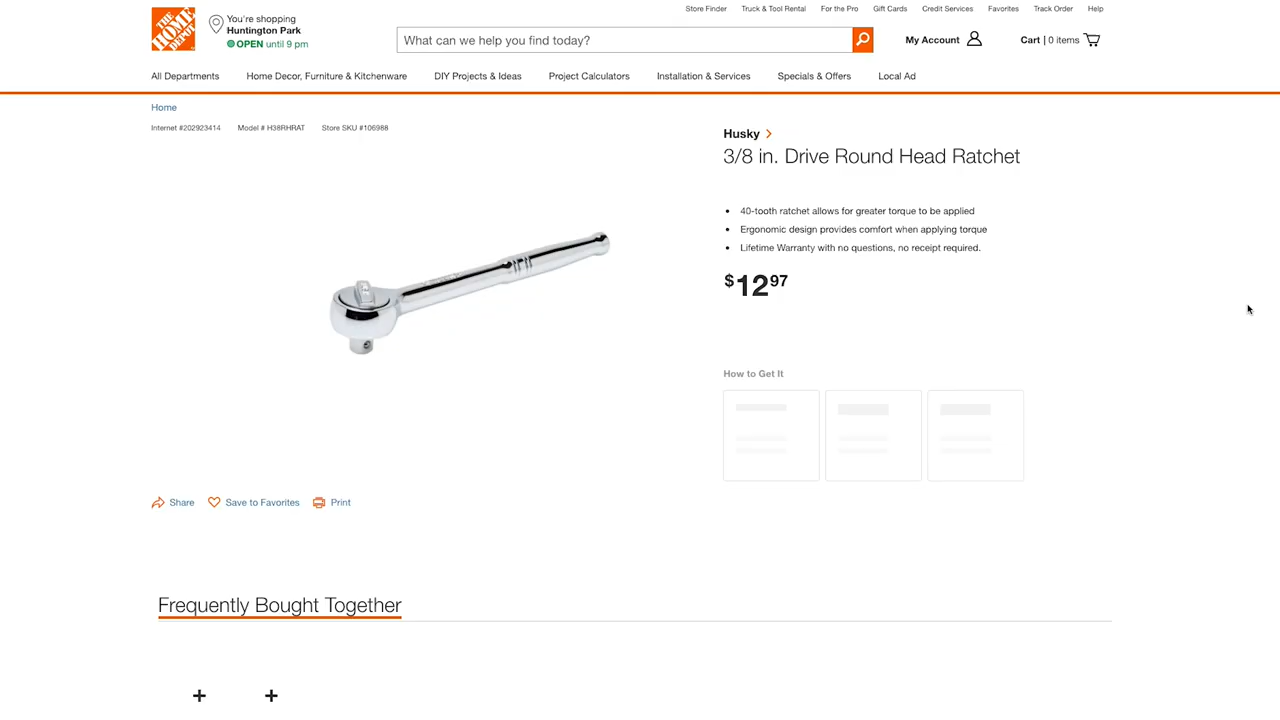 THE HOME DEPOT
You're shopping
Huntington Park
OPEN until 9 pm
Store Finder
Truck & Tool Rental
For the Pro
Gift Cards
Credit Services
Favorites
Track Order
Help
What can we help you find today?
My Account
Cart | 0 items
All Departments
Home Decor, Furniture & Kitchenware
DIY Projects & Ideas
Project Calculators
Installation & Services
Specials & Offers
Local Ad
Home
Internet #202923414
Model # H38RHRAT
Store SKU #106988
Husky
3/8 in. Drive Round Head Ratchet
40-tooth ratchet allows for greater torque to be applied
Ergonomic design provides comfort when applying torque
Lifetime Warranty with no questions, no receipt required.
$12 97
How to Get It
Share
Save to Favorites
Print
Frequently Bought Together
+ +